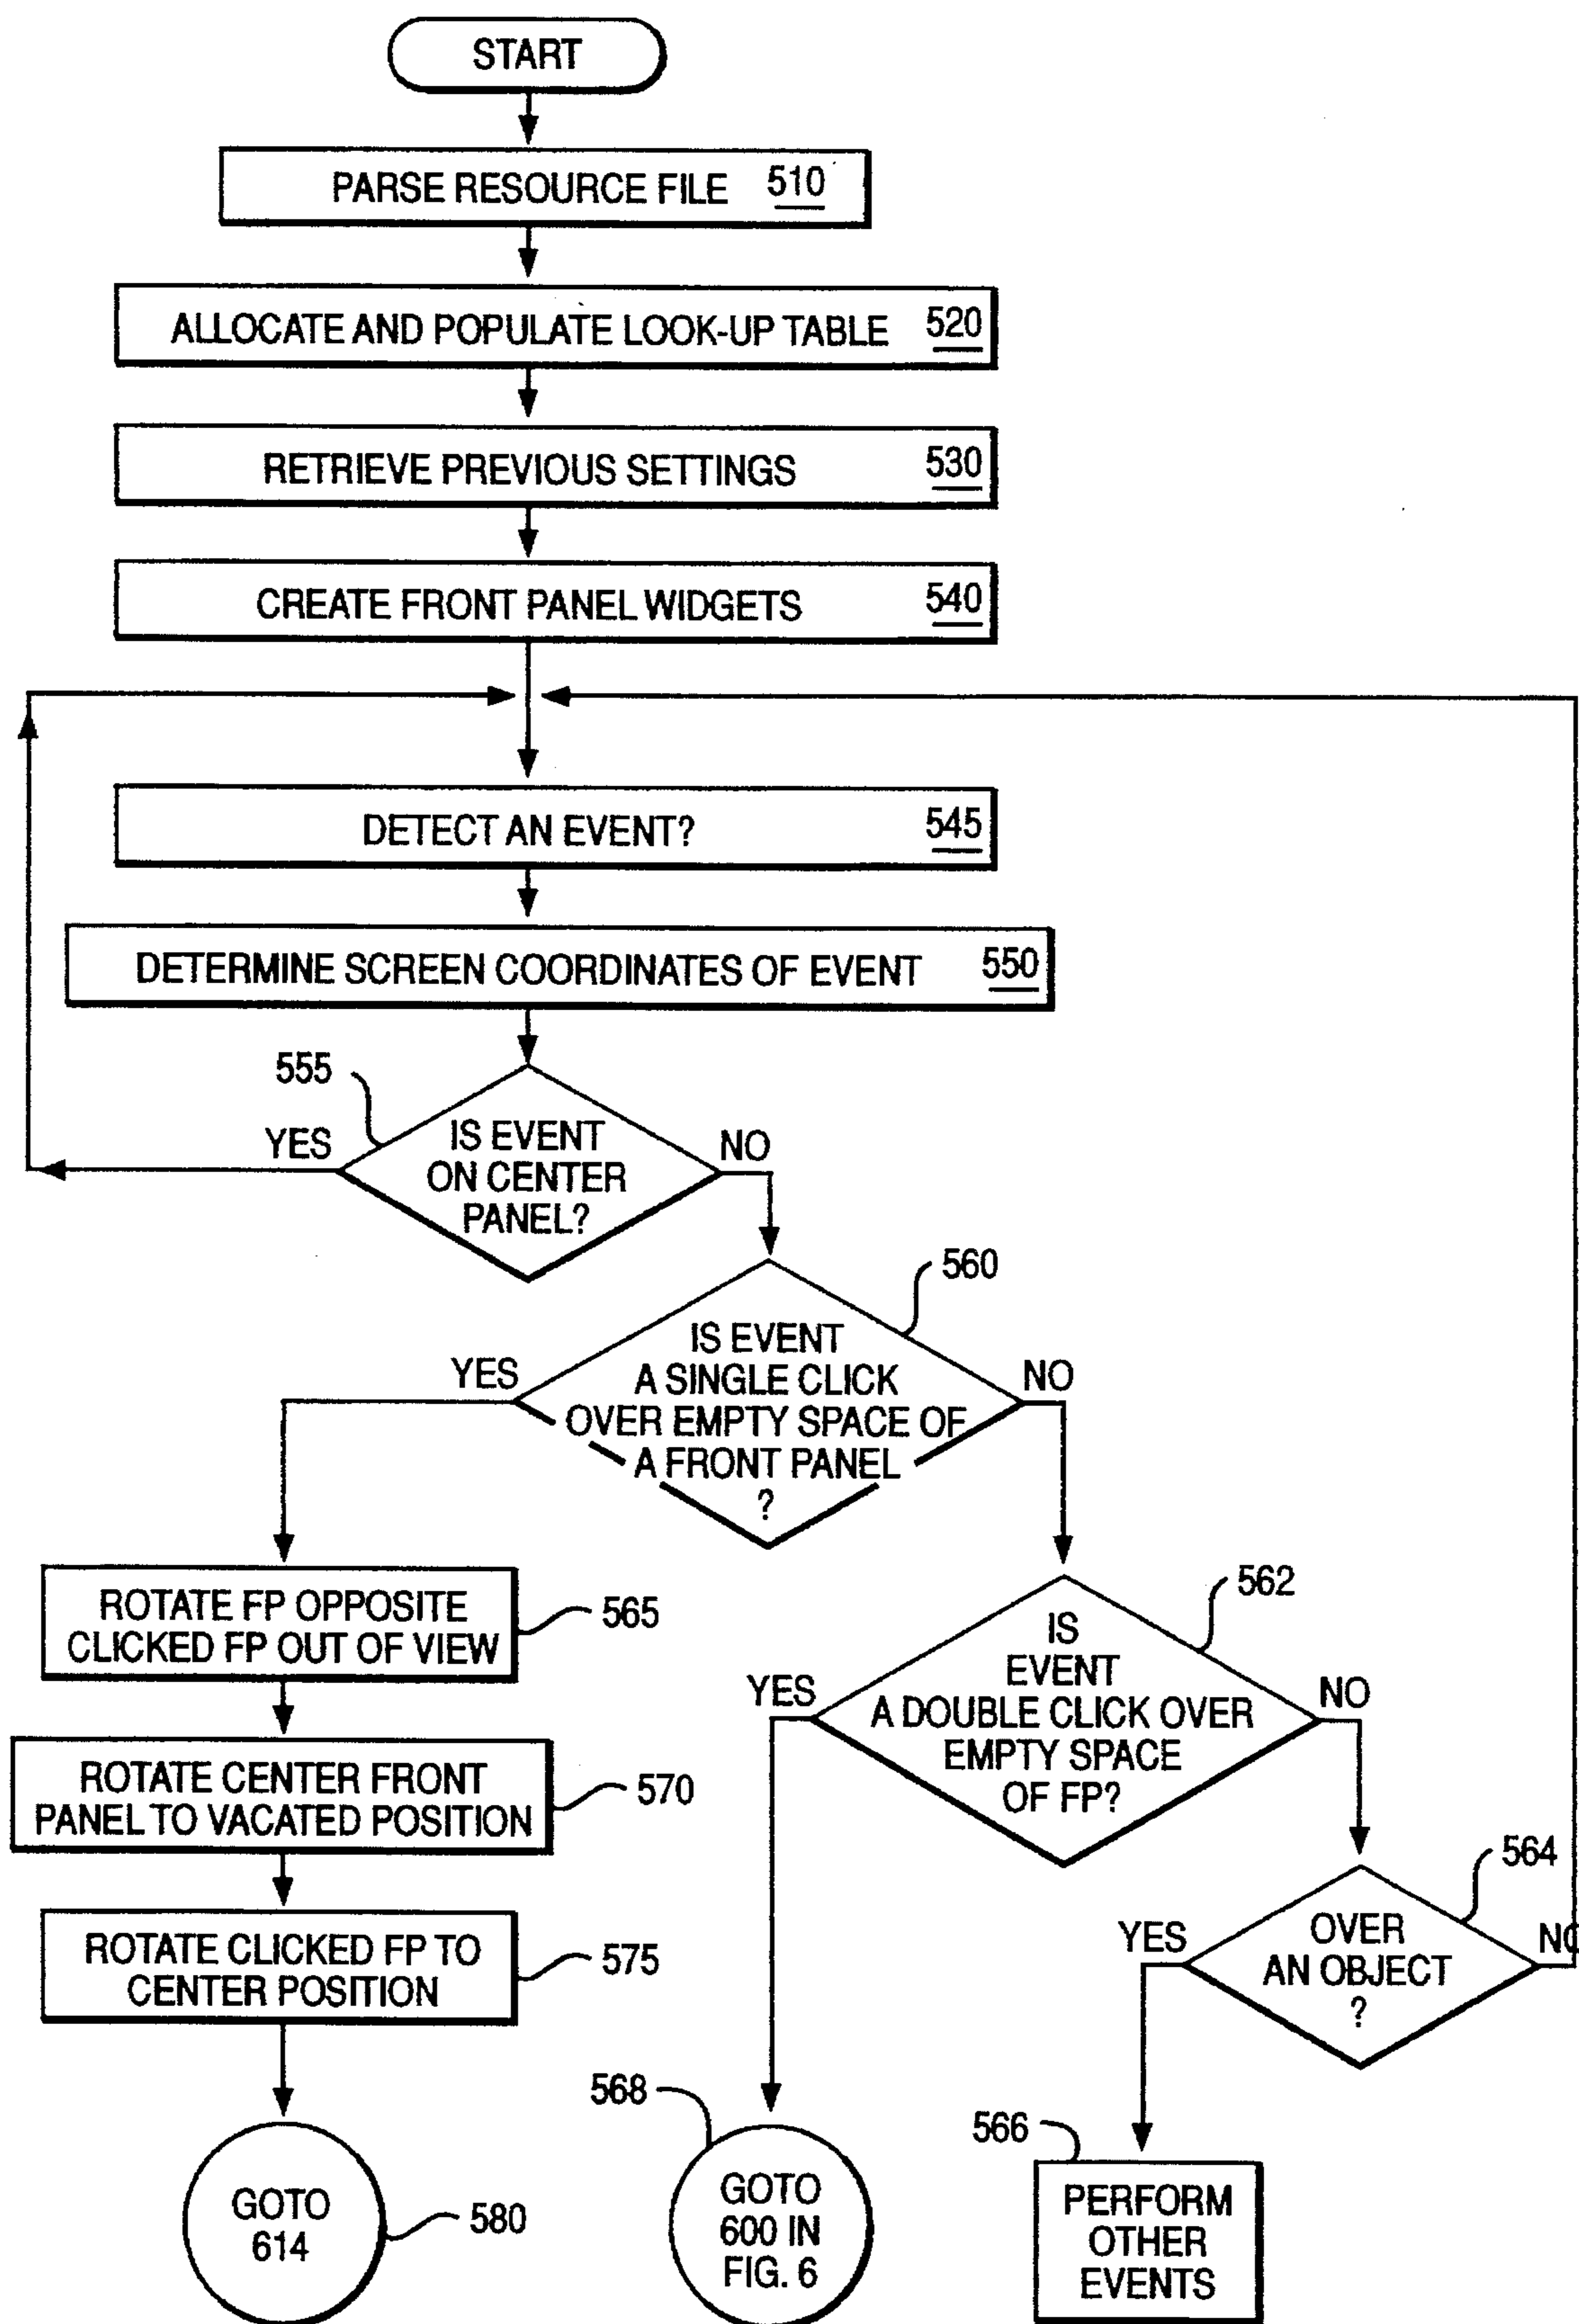 START
PARSE RESOURCE FILE 510
ALLOCATE AND POPULATE LOOK-UP TABLE 520
RETRIEVE PREVIOUS SETTINGS 530
CREATE FRONT PANEL WIDGETS 540
DETECT AN EVENT? 545
DETERMINE SCREEN COORDINATES OF EVENT 550
555
YES
IS EVENT
ON CENTER
PANEL?
NO
560
YES
IS EVENT
A SINGLE CLICK
OVER EMPTY SPACE OF
A FRONT PANEL
?
NO
ROTATE FP OPPOSITE
CLICKED FP OUT OF VIEW
565
562
YES
IS
EVENT
A DOUBLE CLICK OVER
EMPTY SPACE
OF FP?
NO
ROTATE CENTER FRONT
PANEL TO VACATED POSITION
570
564
YES
OVER
AN OBJECT
?
NO
ROTATE CLICKED FP TO
CENTER POSITION
575
GOTO
614
580
568
GOTO
600 IN
FIG. 6
566
PERFORM
OTHER
EVENTS